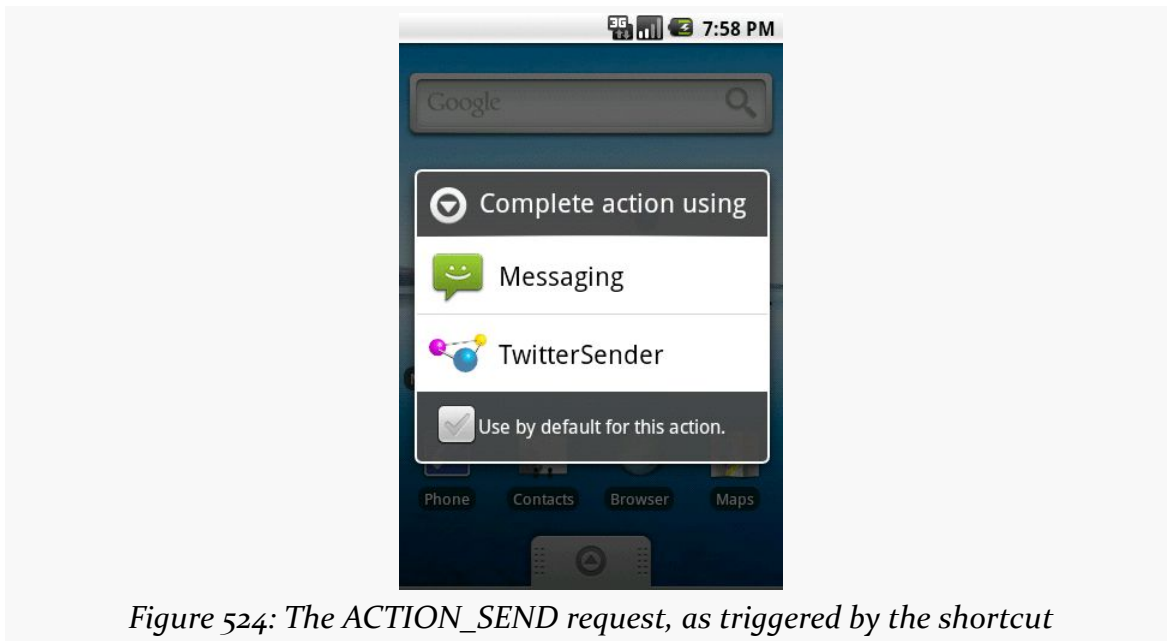 3G 7:58 PM
Google
Complete action using
Messaging
TwitterSender
Use by default for this action.
Phone Contacts Browser Maps
Figure 524: The ACTION_SEND request, as triggered by the shortcut